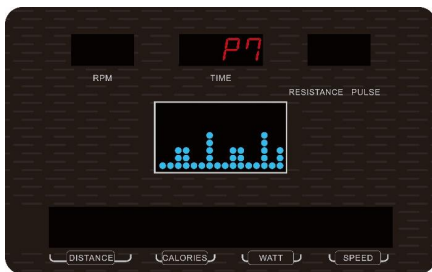 P7
RPM
TIME
RESISTANCE PULSE
DISTANCE
CALORIES
WATT
SPEED